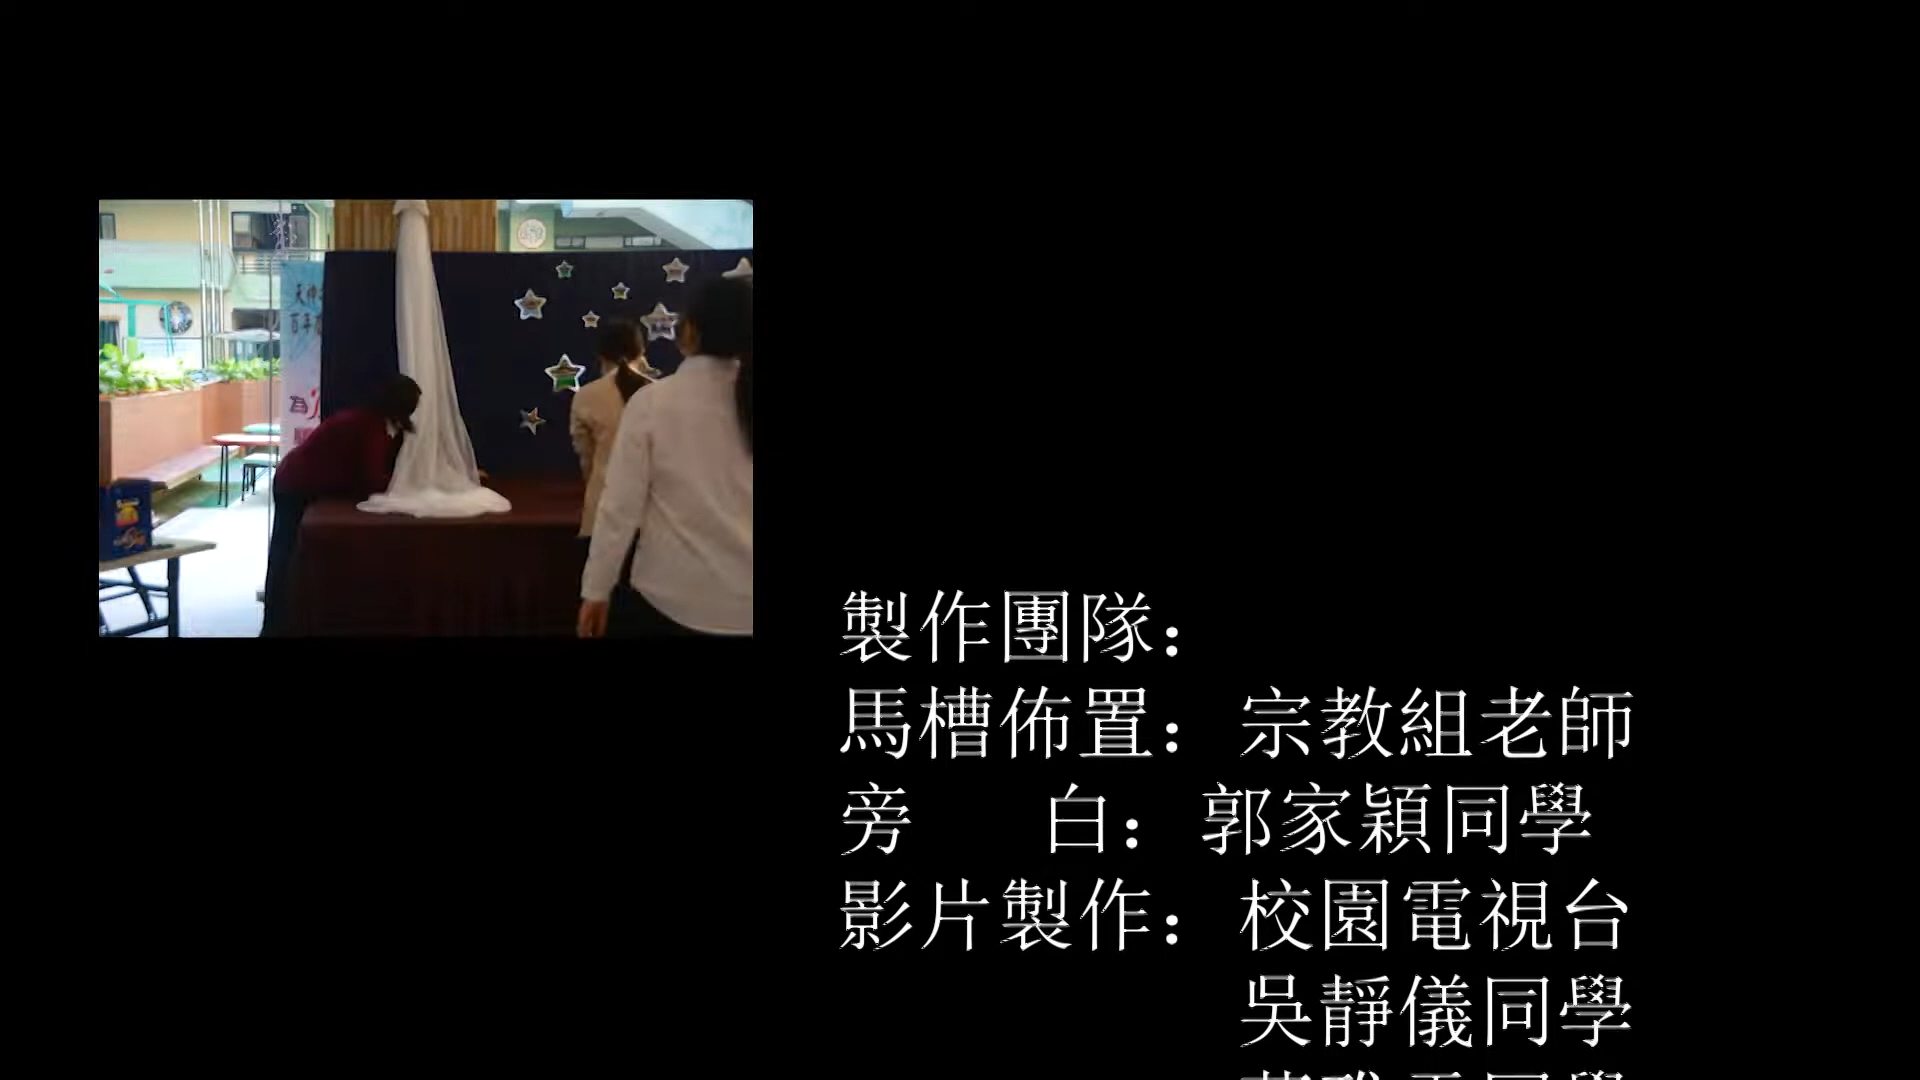 製作團隊：
馬槽佈置：宗教組老師
旁　　白：郭家穎同學
影片製作：校園電視台
吳靜儀同學